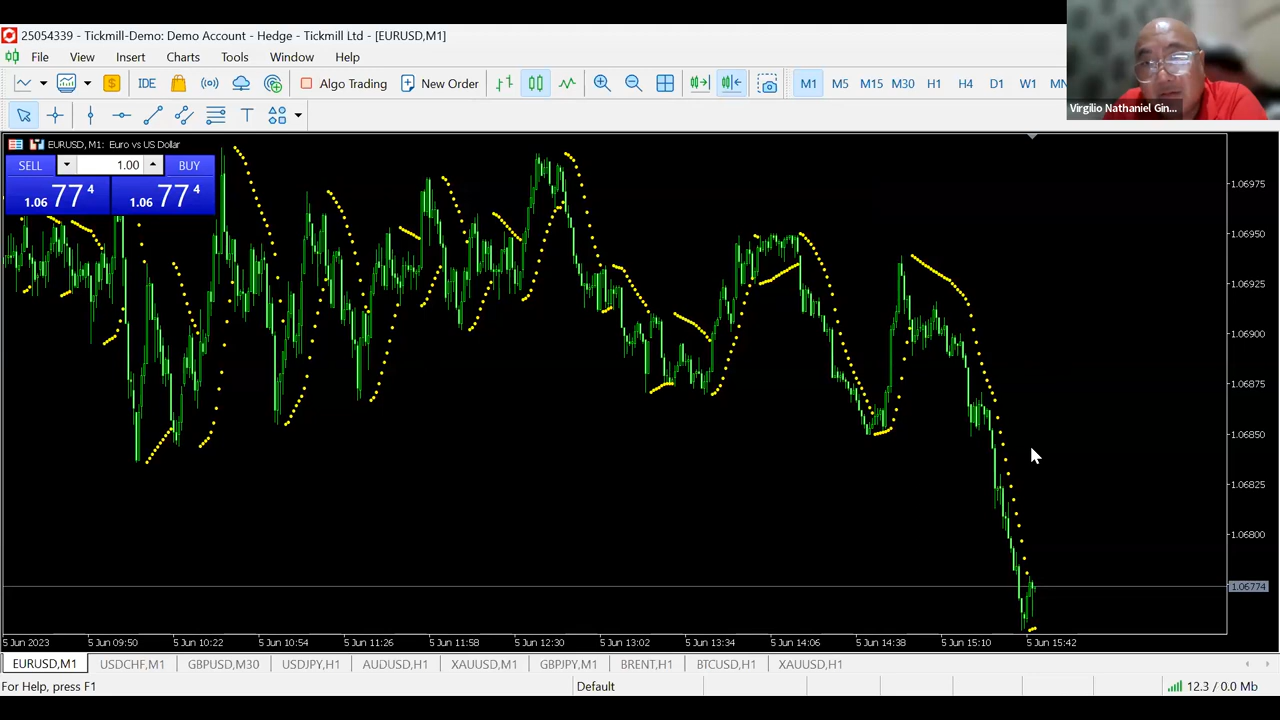 25054339 - Tickmill-Demo: Demo Account - Hedge - Tickmill Ltd - [EURUSD,M1]
File View Insert Charts Tools Window Help
IDE Algo Trading New Order M1 M5 M15 M30 H1 H4 D1 W1 MN
Virgilio Nathaniel Gin...
EURUSD, M1: Euro vs US Dollar
SELL 1.00 BUY
1.06 77 4 1.06 77 4
1.06975
1.06950
1.06925
1.06900
1.06875
1.06850
1.06825
1.06800
1.06774
5 Jun 2023 5 Jun 09:50 5 Jun 10:22 5 Jun 10:54 5 Jun 11:26 5 Jun 11:58 5 Jun 12:30 5 Jun 13:02 5 Jun 13:34 5 Jun 14:06 5 Jun 14:38 5 Jun 15:10 5 Jun 15:42
EURUSD,M1 USDCHF,M1 GBPUSD,M30 USDJPY,H1 AUDUSD,H1 XAUUSD,M1 GBPJPY,M1 BRENT,H1 BTCUSD,H1 XAUUSD,H1
For Help, press F1 Default 12.3 / 0.0 Mb